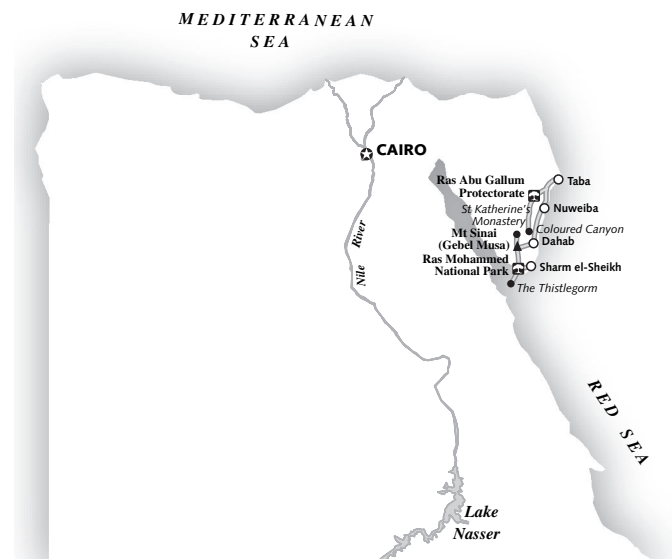 MEDITERRANEAN
SEA
CAIRO
Ras Abu Gallum
Protectorate
Taba
St Katherine's
Monastery
Nuweiba
Coloured Canyon
Mt Sinai
(Gebel Musa)
Dahab
Ras Mohammed
National Park
Sharm el-Sheikh
The Thistlegorm
Nile River
RED SEA
Lake
Nasser